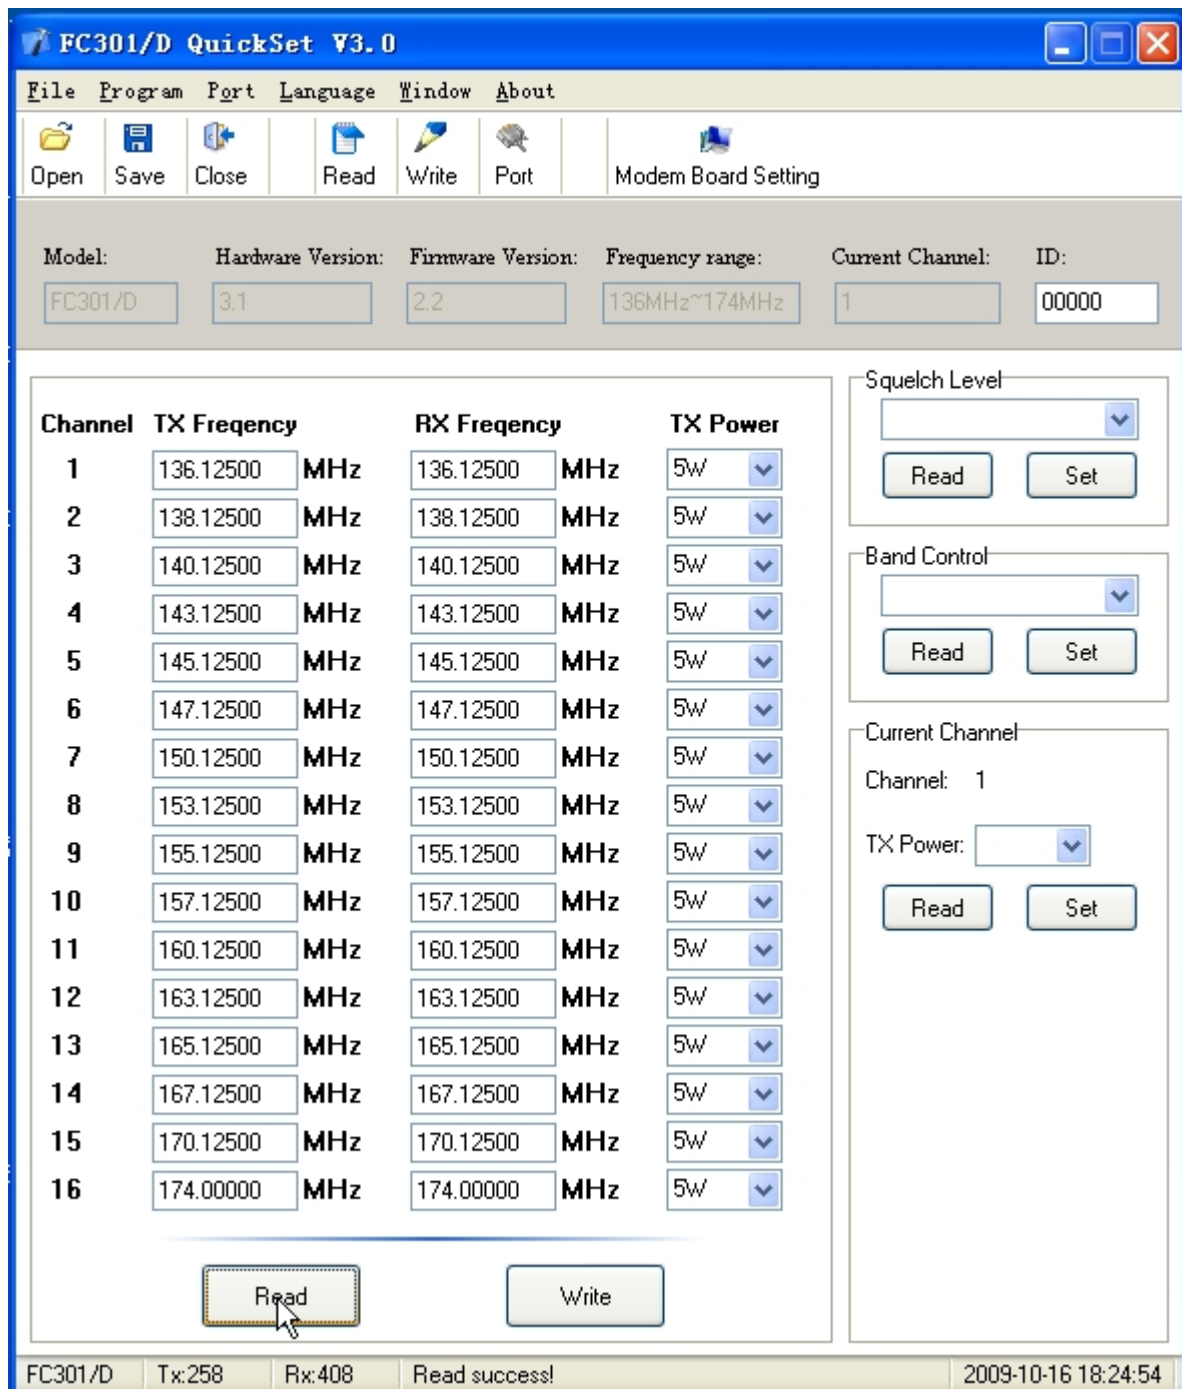 FC301/D QuickSet V3.0
File Program Port Language Window About
Open Save Close Read Write Port Modem Board Setting
Model: Hardware Version: Firmware Version: Frequency range: Current Channel: ID:
FC301/D 3.1 2.2 136MHz~174MHz 1 00000
Channel TX Freqency RX Freqency TX Power
1 136.12500 MHz 136.12500 MHz 5W
2 138.12500 MHz 138.12500 MHz 5W
3 140.12500 MHz 140.12500 MHz 5W
4 143.12500 MHz 143.12500 MHz 5W
5 145.12500 MHz 145.12500 MHz 5W
6 147.12500 MHz 147.12500 MHz 5W
7 150.12500 MHz 150.12500 MHz 5W
8 153.12500 MHz 153.12500 MHz 5W
9 155.12500 MHz 155.12500 MHz 5W
10 157.12500 MHz 157.12500 MHz 5W
11 160.12500 MHz 160.12500 MHz 5W
12 163.12500 MHz 163.12500 MHz 5W
13 165.12500 MHz 165.12500 MHz 5W
14 167.12500 MHz 167.12500 MHz 5W
15 170.12500 MHz 170.12500 MHz 5W
16 174.00000 MHz 174.00000 MHz 5W
Read Write
Squelch Level
Read Set
Band Control
Read Set
Current Channel
Channel: 1
TX Power:
Read Set
FC301/D Tx:258 Rx:408 Read success! 2009-10-16 18:24:54